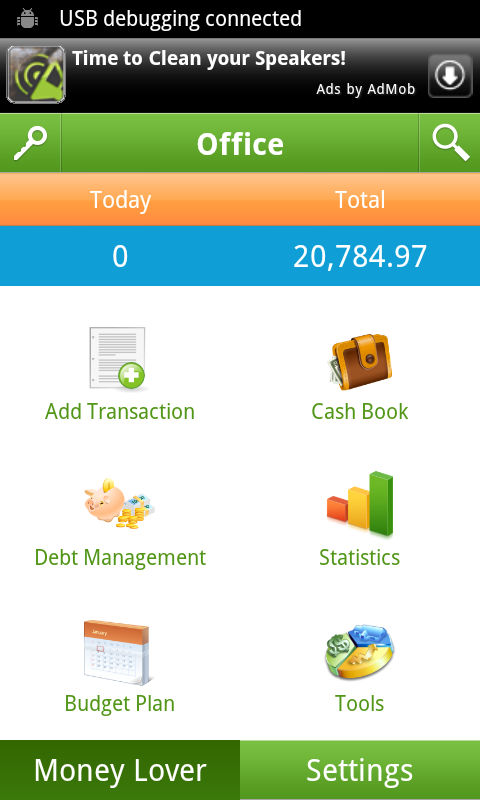 USB debugging connected
Time to Clean your Speakers!
Ads by AdMob
Office
Today Total
0 20,784.97
Add Transaction Cash Book
Debt Management Statistics
January
Budget Plan Tools
Money Lover Settings